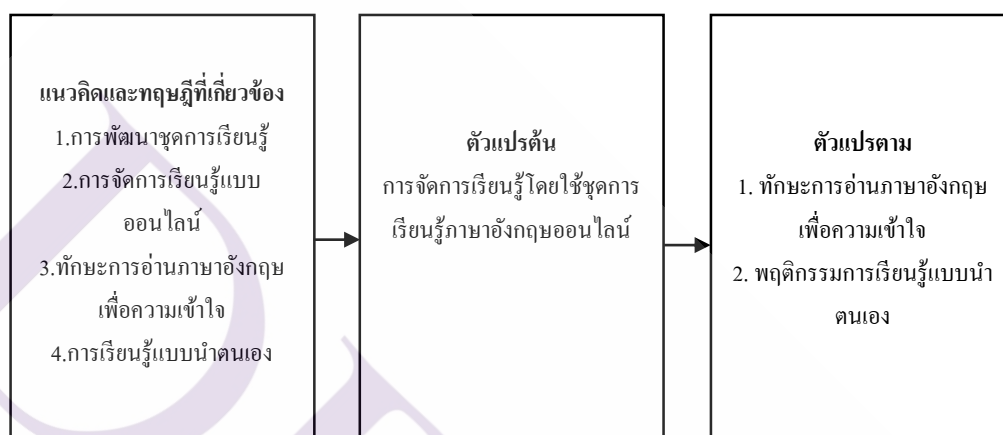 แนวคิดและทฤษฎีที่เกี่ยวข้อง
1.การพัฒนาชุดการเรียนรู้
2.การจัดการเรียนรู้แบบ
ออนไลน์
3.ทักษะการอ่านภาษาอังกฤษ
เพื่อความเข้าใจ
4.การเรียนรู้แบบนำตนเอง
ตัวแปรต้น
การจัดการเรียนรู้โดยใช้ชุดการ
เรียนรู้ภาษาอังกฤษออนไลน์
ตัวแปรตาม
1. ทักษะการอ่านภาษาอังกฤษ
เพื่อความเข้าใจ
2. พฤติกรรมการเรียนรู้แบบนำ
ตนเอง